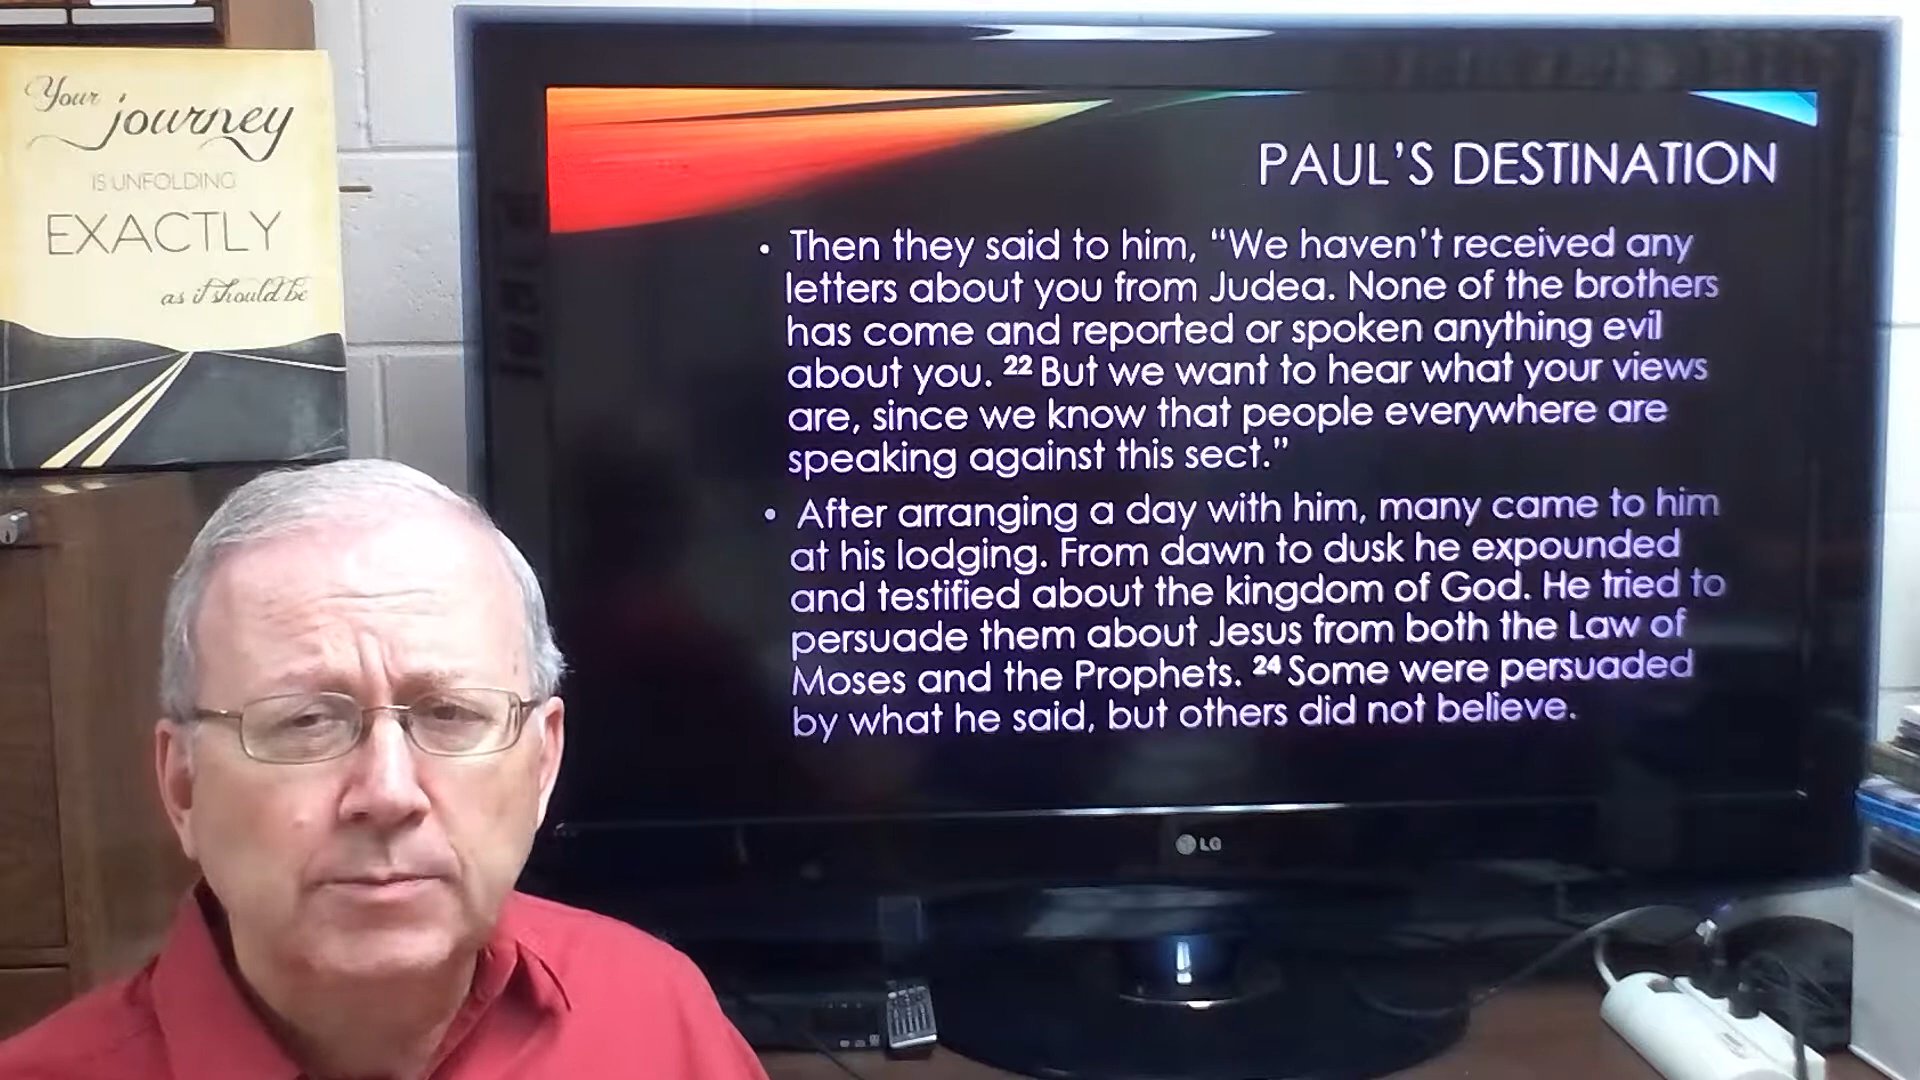 Your
journey
IS UNFOLDING
EXACTLY
as it should be
PAUL'S DESTINATION
• Then they said to him, “We haven't received any
letters about you from Judea. None of the brothers
has come and reported or spoken anything evil
about you. 22 But we want to hear what your views
are, since we know that people everywhere are
speaking against this sect.”
• After arranging a day with him, many came to him
at his lodging. From dawn to dusk he expounded
and testified about the kingdom of God. He tried to
persuade them about Jesus from both the Law of
Moses and the Prophets. 24 Some were persuaded
by what he said, but others did not believe.
LG